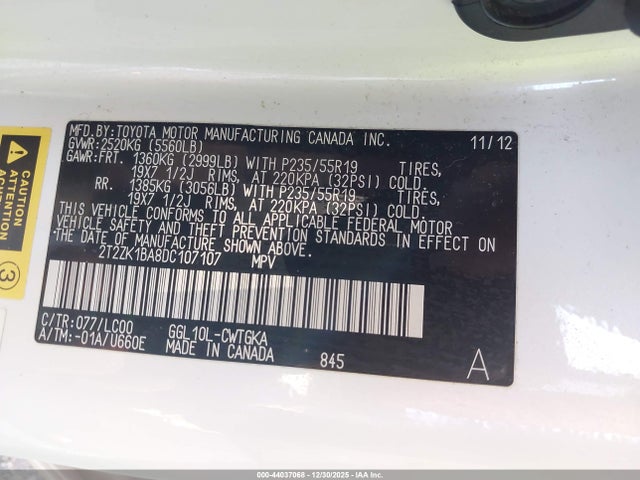 MFD.BY:TOYOTA MOTOR MANUFACTURING CANADA INC. 11/12
GVWR:2520KG (5560LB)
GAWR:FRT. 1360KG (2999LB) WITH P235/55R19 TIRES,
19X7 1/2J RIMS, AT 220KPA (32PSI) COLD.
RR. 1385KG (3056LB) WITH P235/55R19 TIRES,
19X7 1/2J RIMS, AT 220KPA (32PSI) COLD.
THIS VEHICLE CONFORMS TO ALL APPLICABLE FEDERAL MOTOR
VEHICLE SAFETY AND THEFT PREVENTION STANDARDS IN EFFECT
ON THE DATE OF MANUFACTURE SHOWN ABOVE.
2T2ZK1BA8DC107107 MPV
C/TR:077/LC00 GGL10L-CWTGKA
A/TM:-01A/U660E MADE IN CANADA 845 A
3
000-44037068 - 12/30/2025 - IAA Inc.